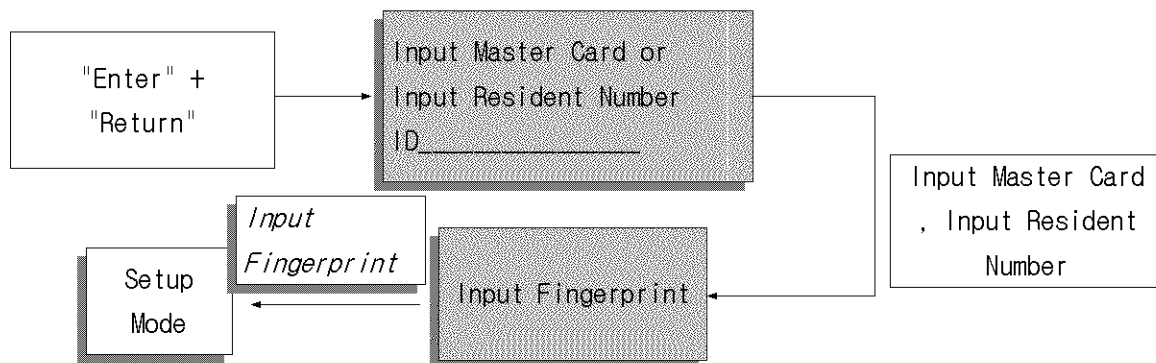 "Enter" +
"Return"
Input Master Card or
Input Resident Number
ID_________________
Input Master Card
, Input Resident
Number
Input Fingerprint
Input
Fingerprint
Setup
Mode